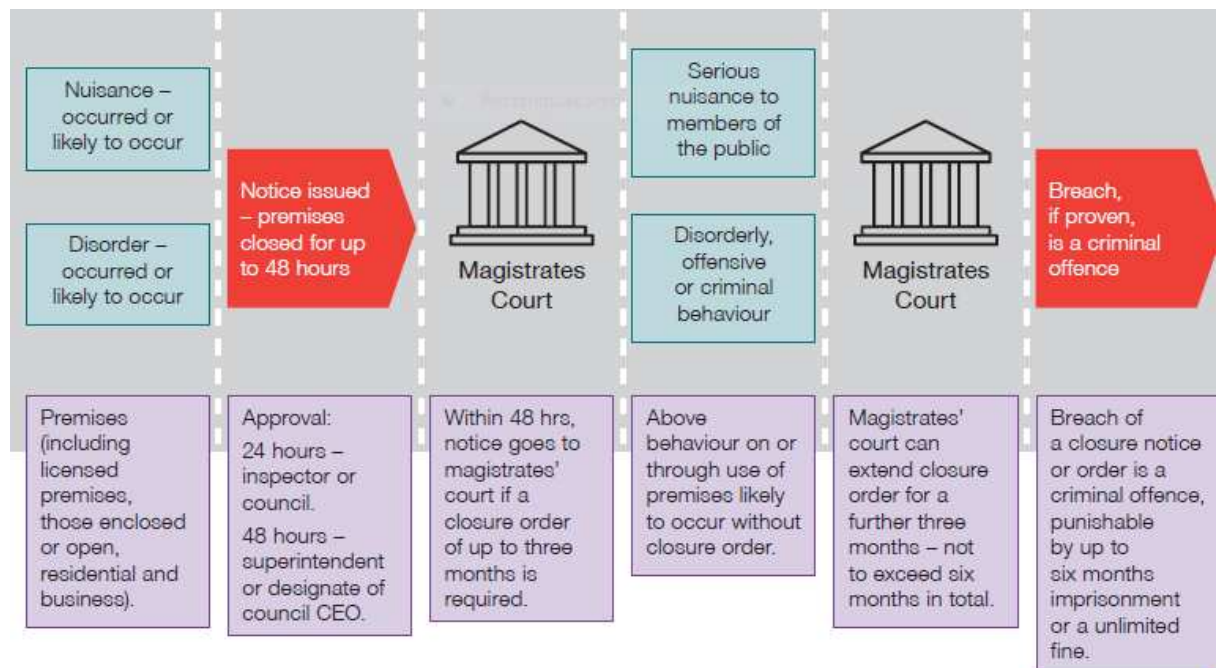 Nuisance –
occurred or
likely to occur
Disorder –
occurred or
likely to occur
Premises
(including
licensed
premises,
those enclosed
or open,
residential and
business).
Notice issued
– premises
closed for up
to 48 hours
Approval:
24 hours –
inspector or
council.
48 hours –
superintendent
or designate of
council CEO.
Magistrates
Court
Within 48 hrs,
notice goes to
magistrates’
court if a
closure order
of up to three
months is
required.
Serious
nuisance to
members of
the public
Disorderly,
offensive
or criminal
behaviour
Above
behaviour on or
through use of
premises likely
to occur without
closure order.
Magistrates
Court
Magistrates’
court can
extend closure
order for a
further three
months – not
to exceed six
months in total.
Breach,
if proven,
is a criminal
offence
Breach of
a closure notice
or order is a
criminal offence,
punishable
by up to
six months
imprisonment
or a unlimited
fine.